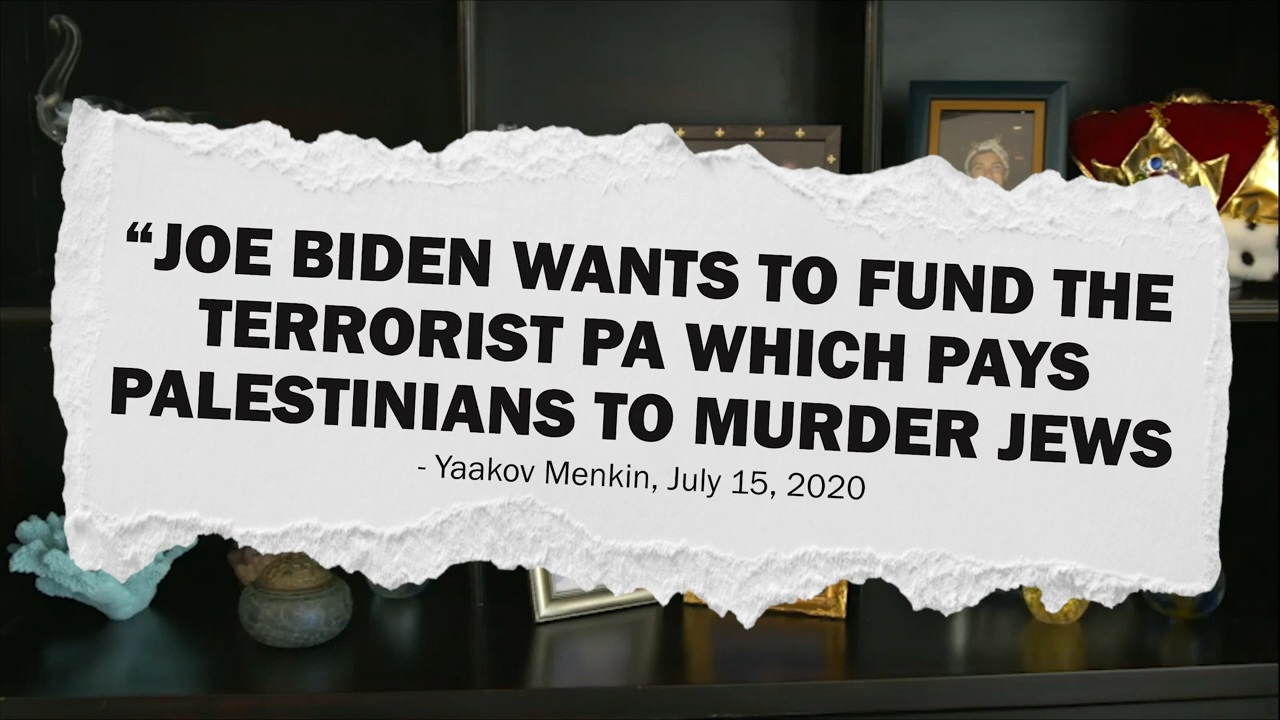 “JOE BIDEN WANTS TO FUND THE
TERRORIST PA WHICH PAYS
PALESTINIANS TO MURDER JEWS
- Yaakov Menkin, July 15, 2020